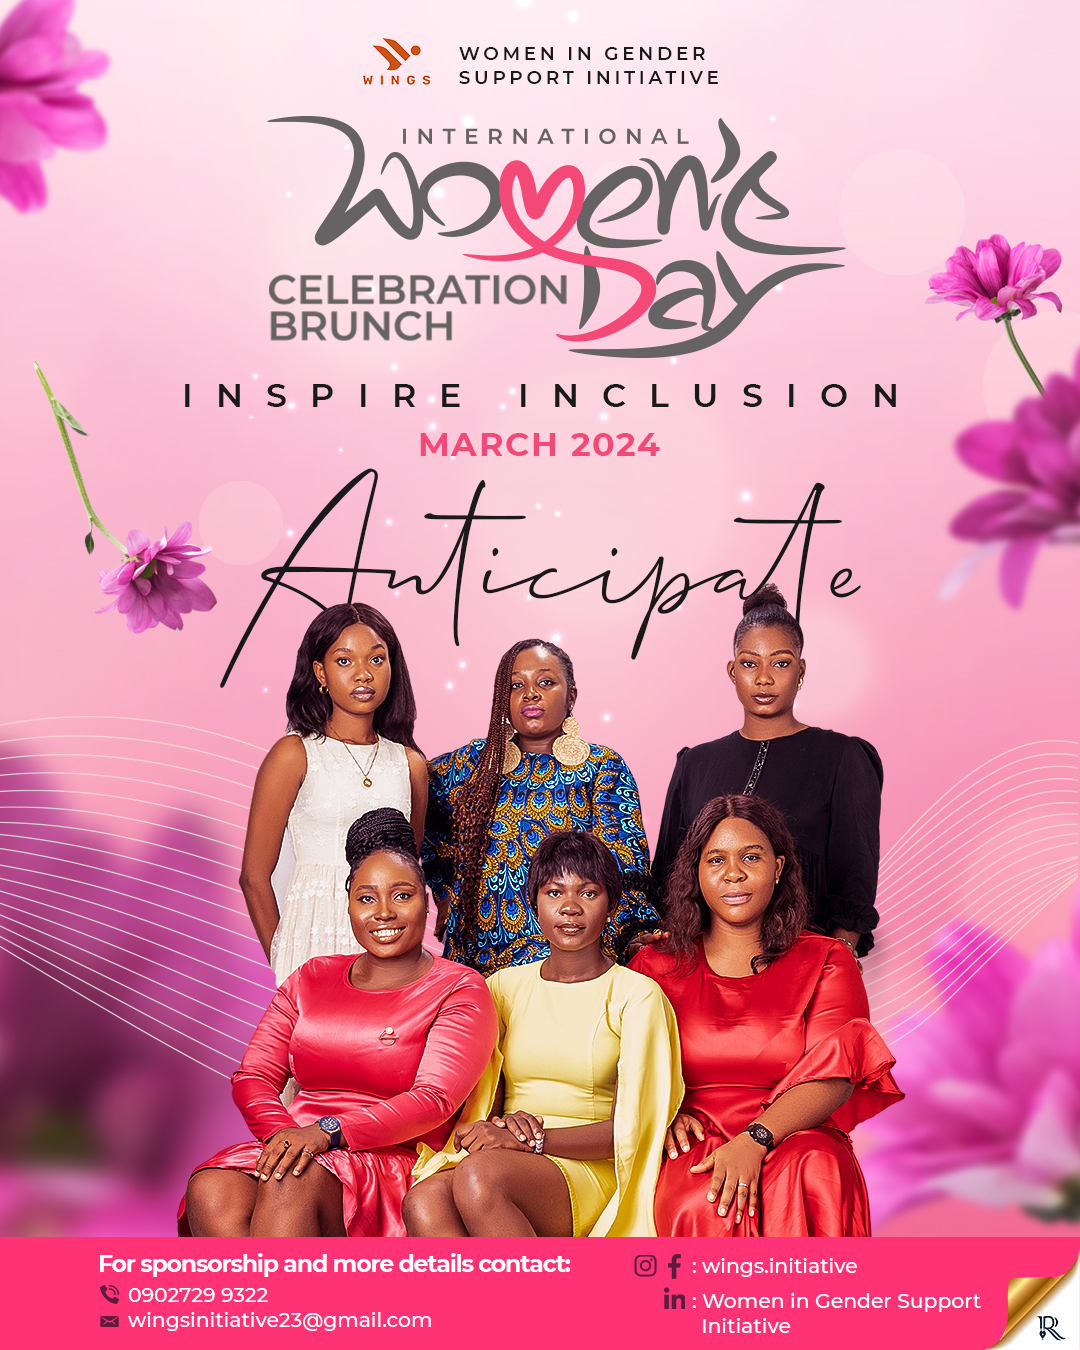 WINGS
WOMEN IN GENDER
SUPPORT INITIATIVE
INTERNATIONAL
Women's
Day
CELEBRATION
BRUNCH
INSPIRE INCLUSION
MARCH 2024
Anticipate
For sponsorship and more details contact:
0902729 9322
wingsinitiative23@gmail.com
: wings.initiative
in : Women in Gender Support
Initiative
R